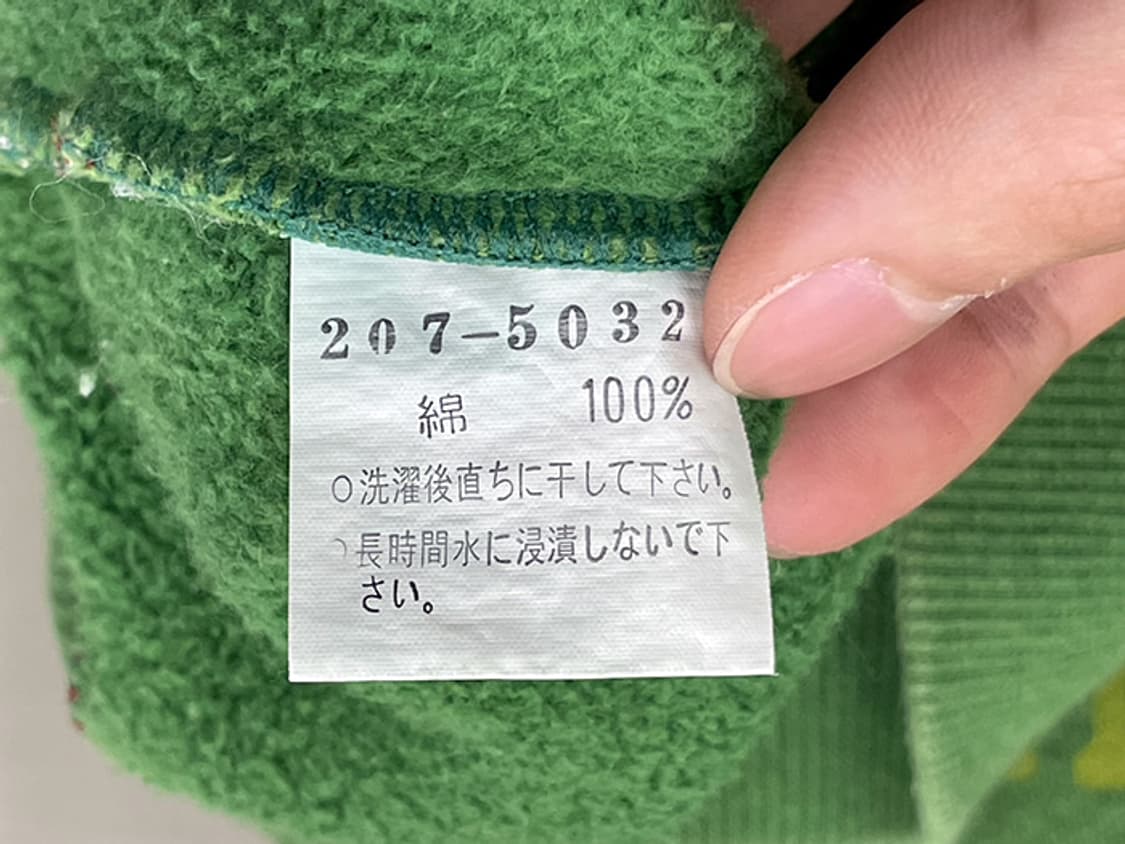 207-5032
綿 100%
○洗濯後直ちに干して下さい。
○長時間水に浸漬しないで下
さい。